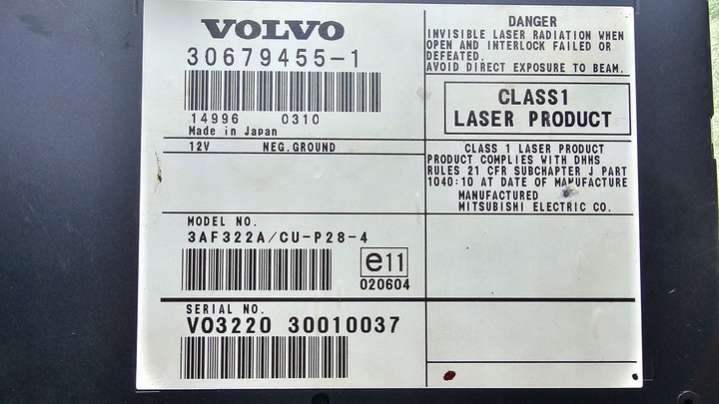 VOLVO
30679455-1
14996 0310
Made in Japan
12V NEG.GROUND
MODEL NO.
3AF322A/CU-P28-4
e11
020604
SERIAL NO.
VO3220 30010037
DANGER
INVISIBLE LASER RADIATION WHEN
OPEN AND INTERLOCK FAILED OR
DEFEATED.
AVOID DIRECT EXPOSURE TO BEAM.
CLASS1
LASER PRODUCT
CLASS 1 LASER PRODUCT
PRODUCT COMPLIES WITH DHHS
RULES 21 CFR SUBCHAPTER J PART
1040:10 AT DATE OF MANUFACTURE
MANUFACTURED
MITSUBISHI ELECTRIC CO.